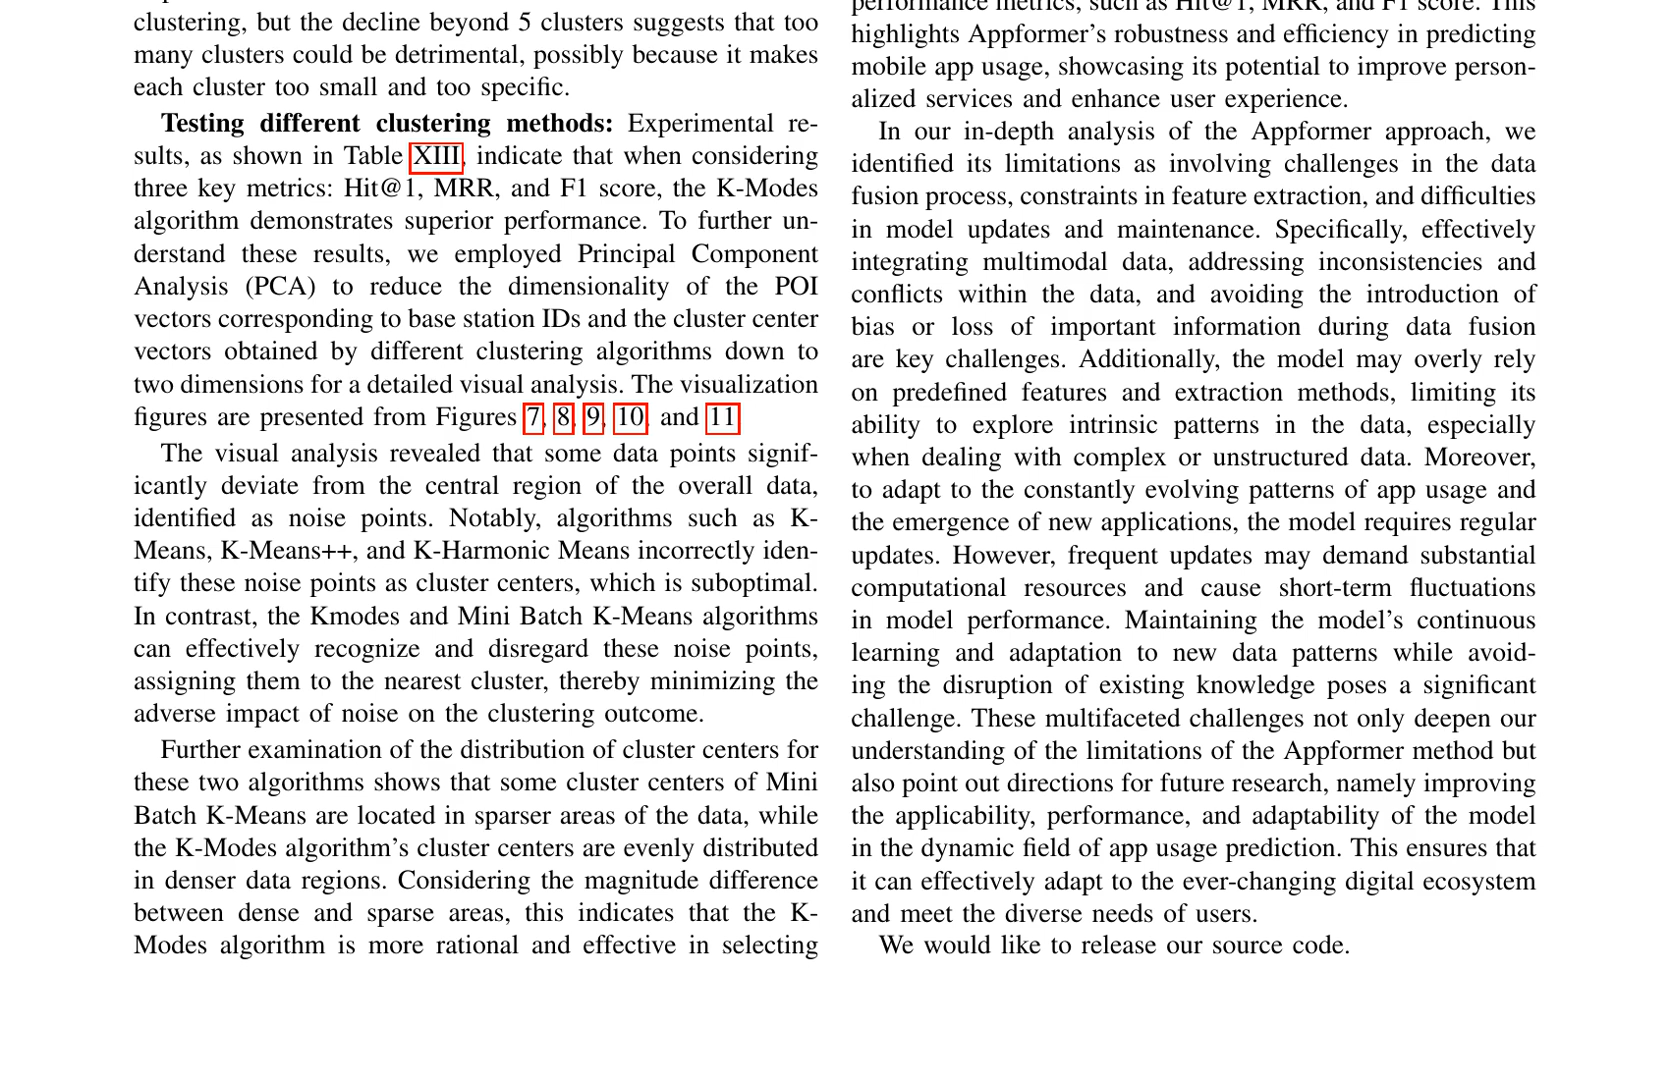 clustering, but the decline beyond 5 clusters suggests that too
many clusters could be detrimental, possibly because it makes
each cluster too small and too specific.
Testing different clustering methods: Experimental re-
sults, as shown in Table XIII, indicate that when considering
three key metrics: Hit@1, MRR, and F1 score, the K-Modes
algorithm demonstrates superior performance. To further un-
derstand these results, we employed Principal Component
Analysis (PCA) to reduce the dimensionality of the POI
vectors corresponding to base station IDs and the cluster center
vectors obtained by different clustering algorithms down to
two dimensions for a detailed visual analysis. The visualization
figures are presented from Figures 7, 8, 9, 10, and 11
The visual analysis revealed that some data points signif-
icantly deviate from the central region of the overall data,
identified as noise points. Notably, algorithms such as K-
Means, K-Means++, and K-Harmonic Means incorrectly iden-
tify these noise points as cluster centers, which is suboptimal.
In contrast, the Kmodes and Mini Batch K-Means algorithms
can effectively recognize and disregard these noise points,
assigning them to the nearest cluster, thereby minimizing the
adverse impact of noise on the clustering outcome.
Further examination of the distribution of cluster centers for
these two algorithms shows that some cluster centers of Mini
Batch K-Means are located in sparser areas of the data, while
the K-Modes algorithm's cluster centers are evenly distributed
in denser data regions. Considering the magnitude difference
between dense and sparse areas, this indicates that the K-
Modes algorithm is more rational and effective in selecting
performance metrics, such as Hit@1, MRR, and F1 score. This
highlights Appformer's robustness and efficiency in predicting
mobile app usage, showcasing its potential to improve person-
alized services and enhance user experience.
In our in-depth analysis of the Appformer approach, we
identified its limitations as involving challenges in the data
fusion process, constraints in feature extraction, and difficulties
in model updates and maintenance. Specifically, effectively
integrating multimodal data, addressing inconsistencies and
conflicts within the data, and avoiding the introduction of
bias or loss of important information during data fusion
are key challenges. Additionally, the model may overly rely
on predefined features and extraction methods, limiting its
ability to explore intrinsic patterns in the data, especially
when dealing with complex or unstructured data. Moreover,
to adapt to the constantly evolving patterns of app usage and
the emergence of new applications, the model requires regular
updates. However, frequent updates may demand substantial
computational resources and cause short-term fluctuations
in model performance. Maintaining the model's continuous
learning and adaptation to new data patterns while avoid-
ing the disruption of existing knowledge poses a significant
challenge. These multifaceted challenges not only deepen our
understanding of the limitations of the Appformer method but
also point out directions for future research, namely improving
the applicability, performance, and adaptability of the model
in the dynamic field of app usage prediction. This ensures that
it can effectively adapt to the ever-changing digital ecosystem
and meet the diverse needs of users.
We would like to release our source code.